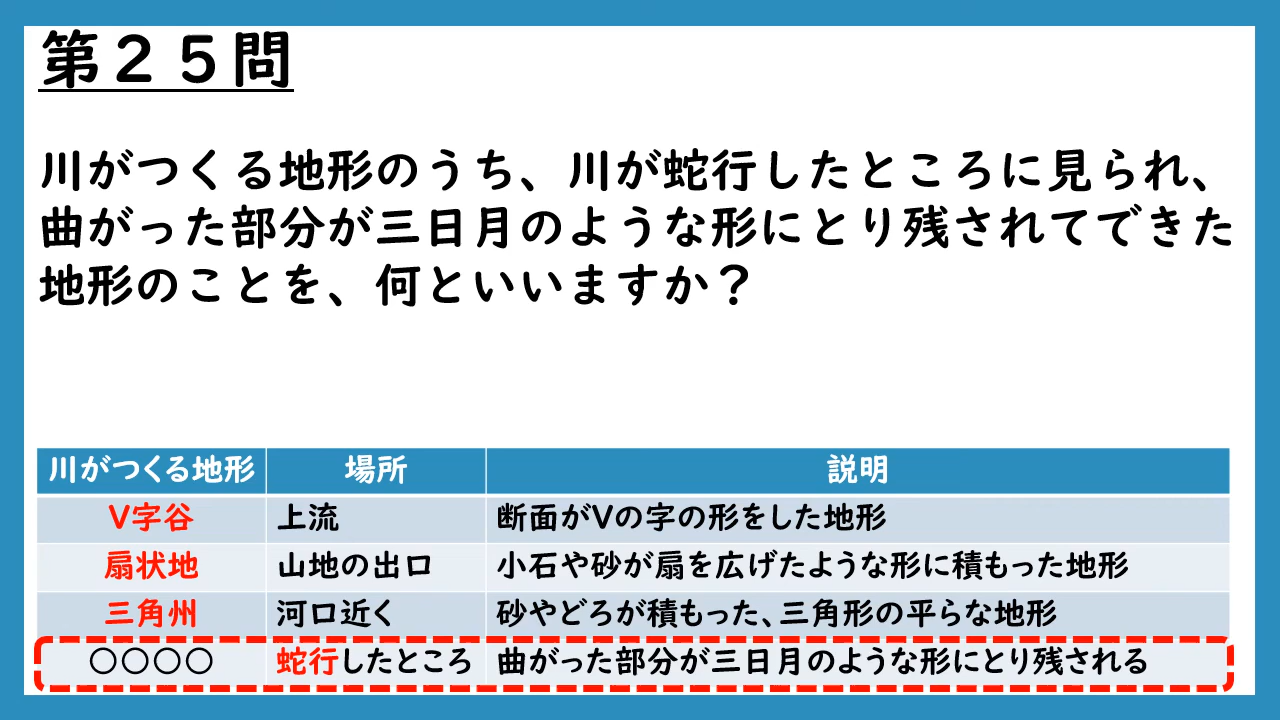 第２５問
川がつくる地形のうち、川が蛇行したところに見られ、
曲がった部分が三日月のような形にとり残されてできた
地形のことを、何といいますか？
川がつくる地形 場所 説明
V字谷 上流 断面がVの字の形をした地形
扇状地 山地の出口 小石や砂が扇を広げたような形に積もった地形
三角州 河口近く 砂やどろが積もった、三角形の平らな地形
〇〇〇〇 蛇行したところ 曲がった部分が三日月のような形にとり残される